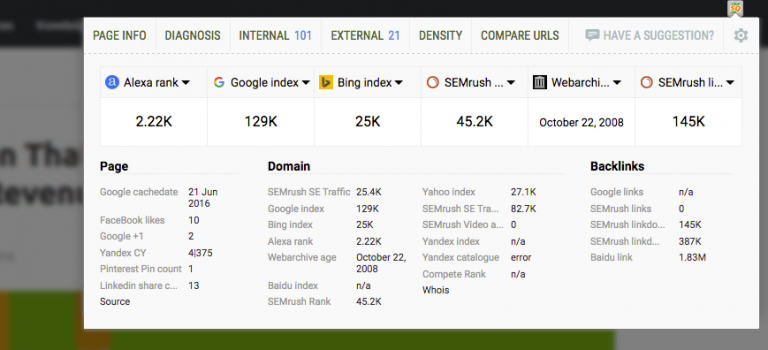 SQ
PAGE INFO DIAGNOSIS INTERNAL 101 EXTERNAL 21 DENSITY COMPARE URLS HAVE A SUGGESTION?
Alexa rank Google index Bing index SEMrush ... Webarchi... SEMrush li...
2.22K 129K 25K 45.2K October 22, 2008 145K
Page
Google cachedate 21 Jun
2016
FaceBook likes 10
Google +1 2
Yandex CY 4|375
Pinterest Pin count 1
Linkedin share c... 13
Source
Domain
SEMrush SE Traffic 25.4K
Google index 129K
Bing index 25K
Alexa rank 2.22K
Webarchive age October 22,
2008
Baidu index n/a
SEMrush Rank 45.2K
Yahoo index 27.1K
SEMrush SE Tra... 82.7K
SEMrush Video a... 0
Yandex index n/a
Yandex catalogue error
Compete Rank n/a
Whois
Backlinks
Google links n/a
SEMrush links 0
SEMrush linkdo... 145K
SEMrush linkd... 387K
Baidu link 1.83M
n Tha
Revenu